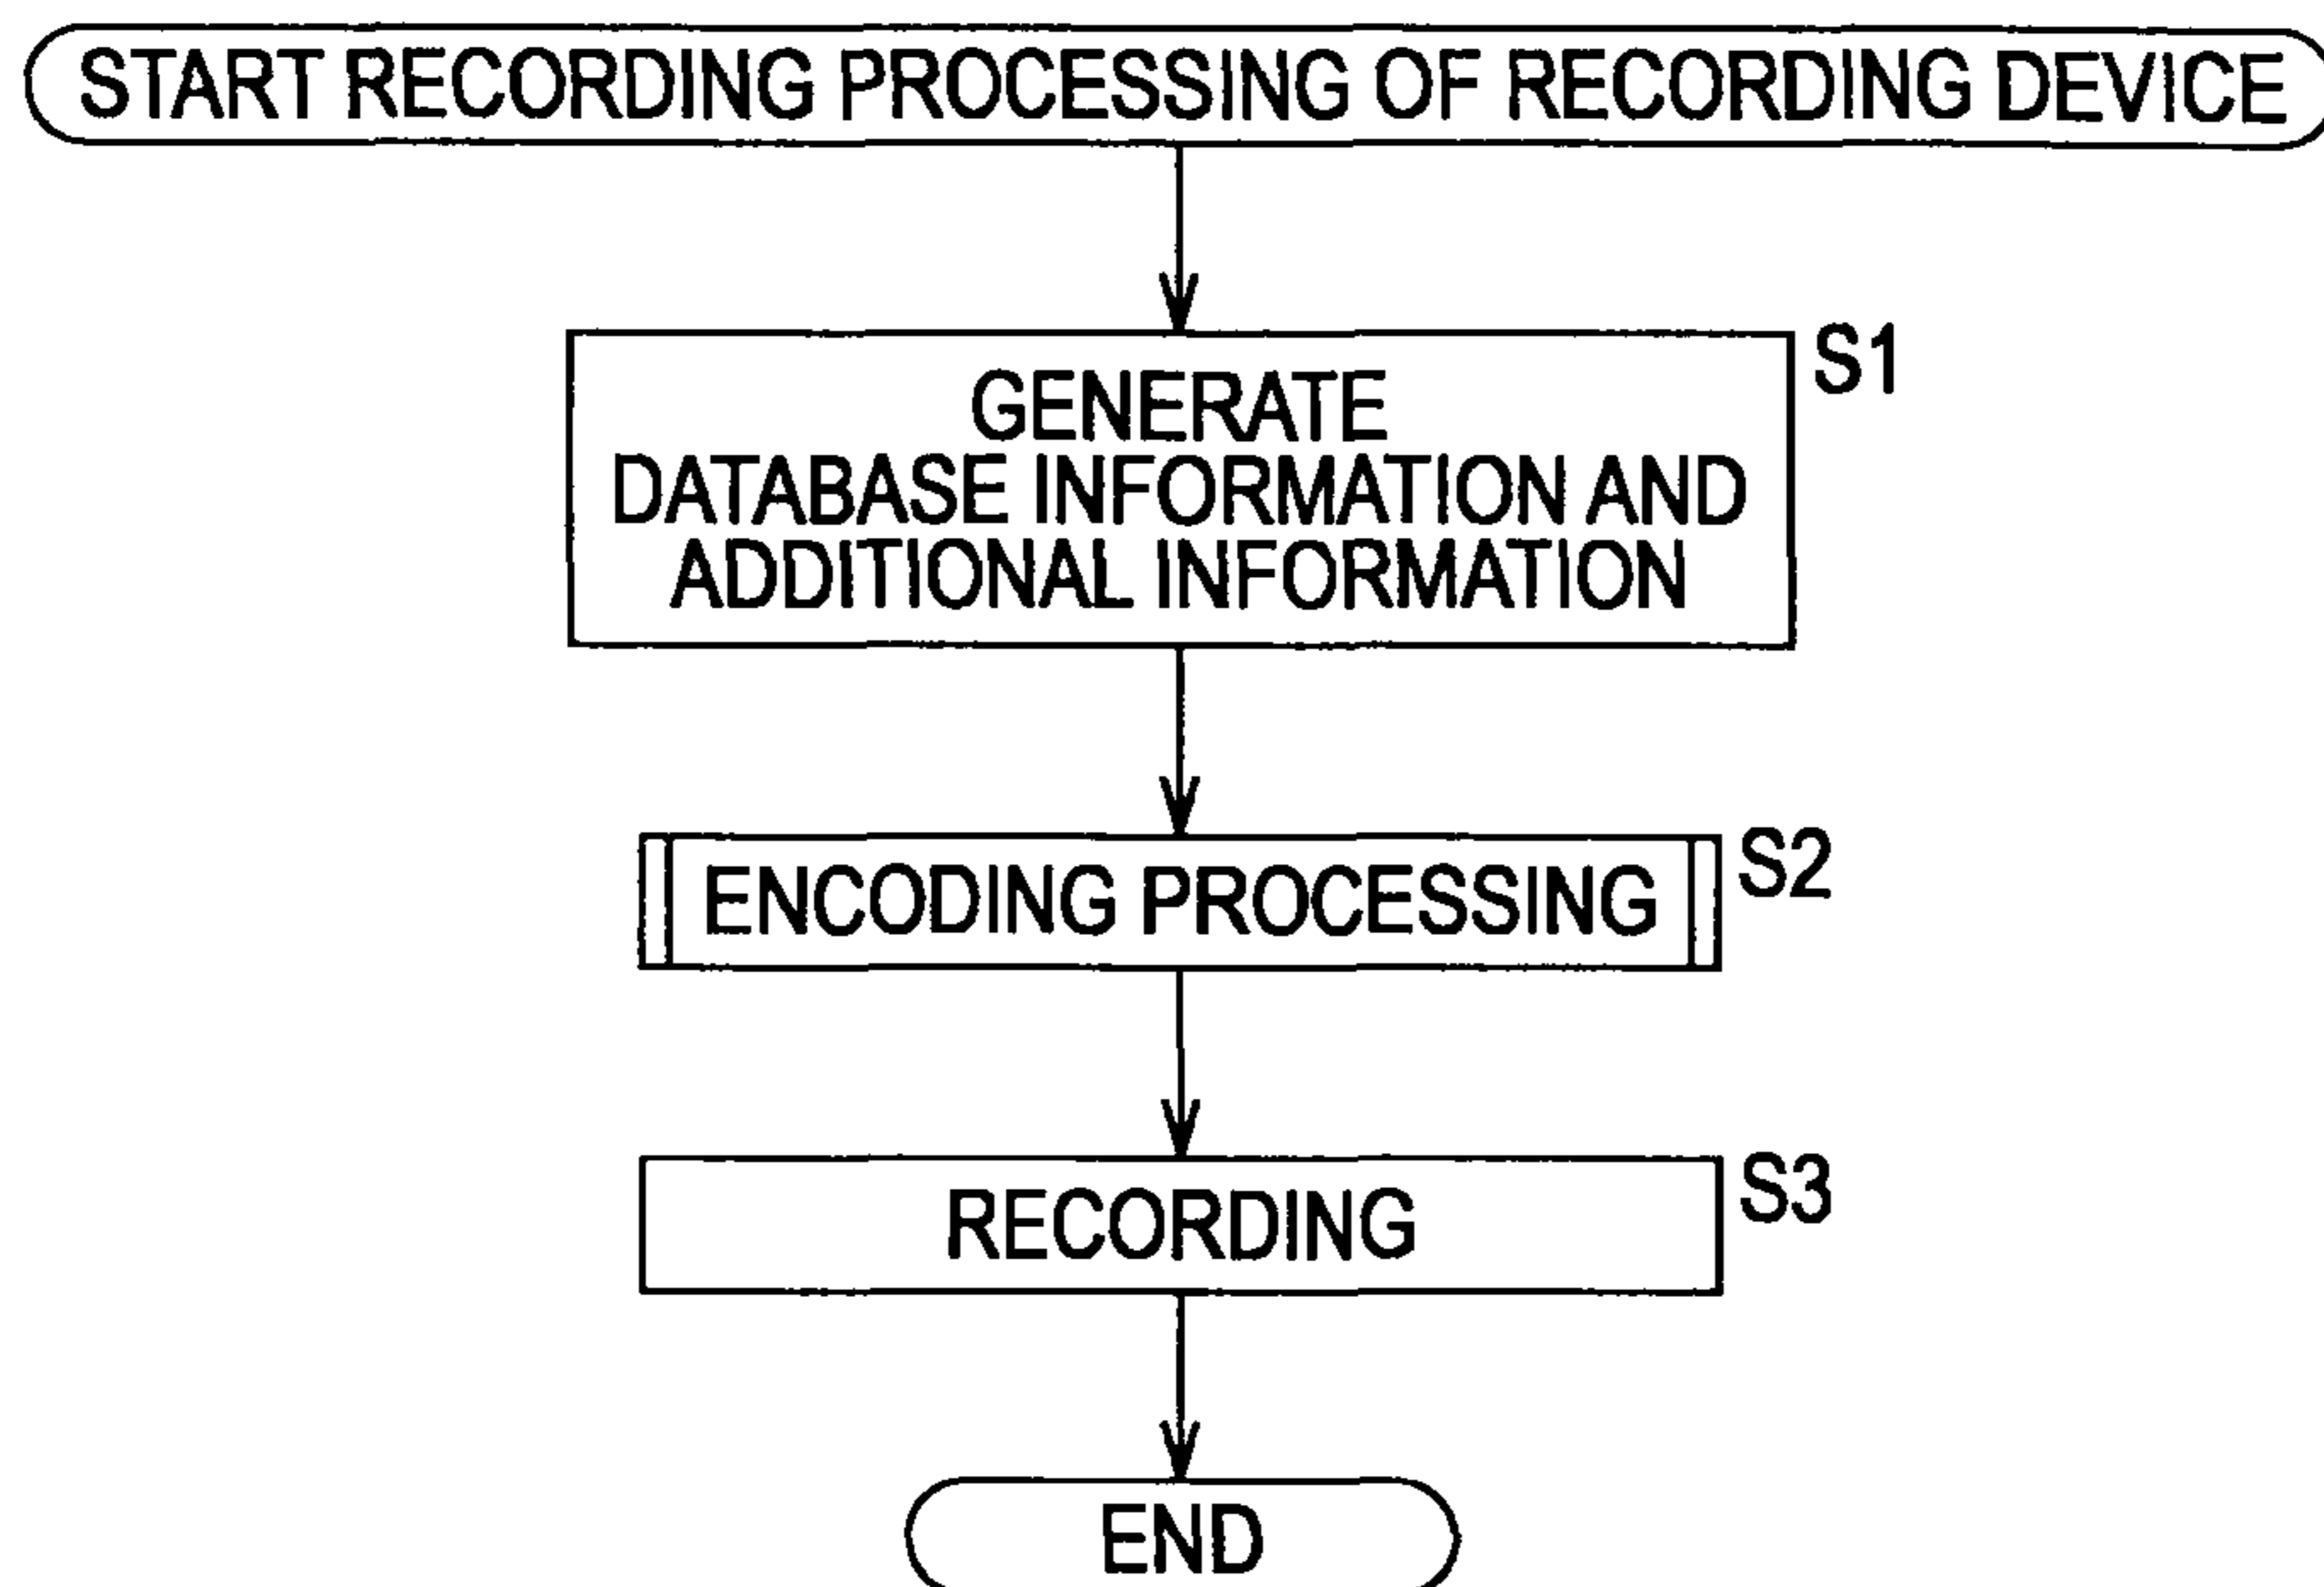 START RECORDING PROCESSING OF RECORDING DEVICE
S1
GENERATE
DATABASE INFORMATION AND
ADDITIONAL INFORMATION
S2
ENCODING PROCESSING
S3
RECORDING
END